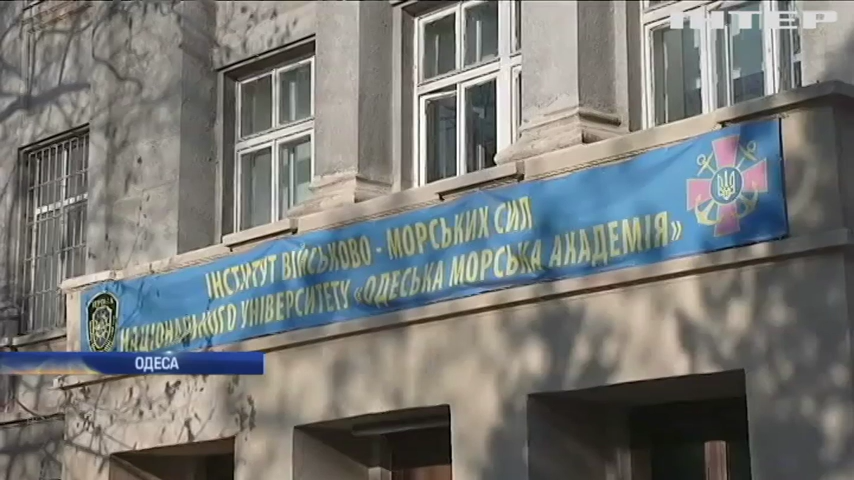 ІНТЕР
ІНСТИТУТ ВІЙСЬКОВО - МОРСЬКИХ СИЛ
НАЦІОНАЛЬНОГО УНІВЕРСИТЕТУ «ОДЕСЬКА МОРСЬКА АКАДЕМІЯ»
ОДЕСА